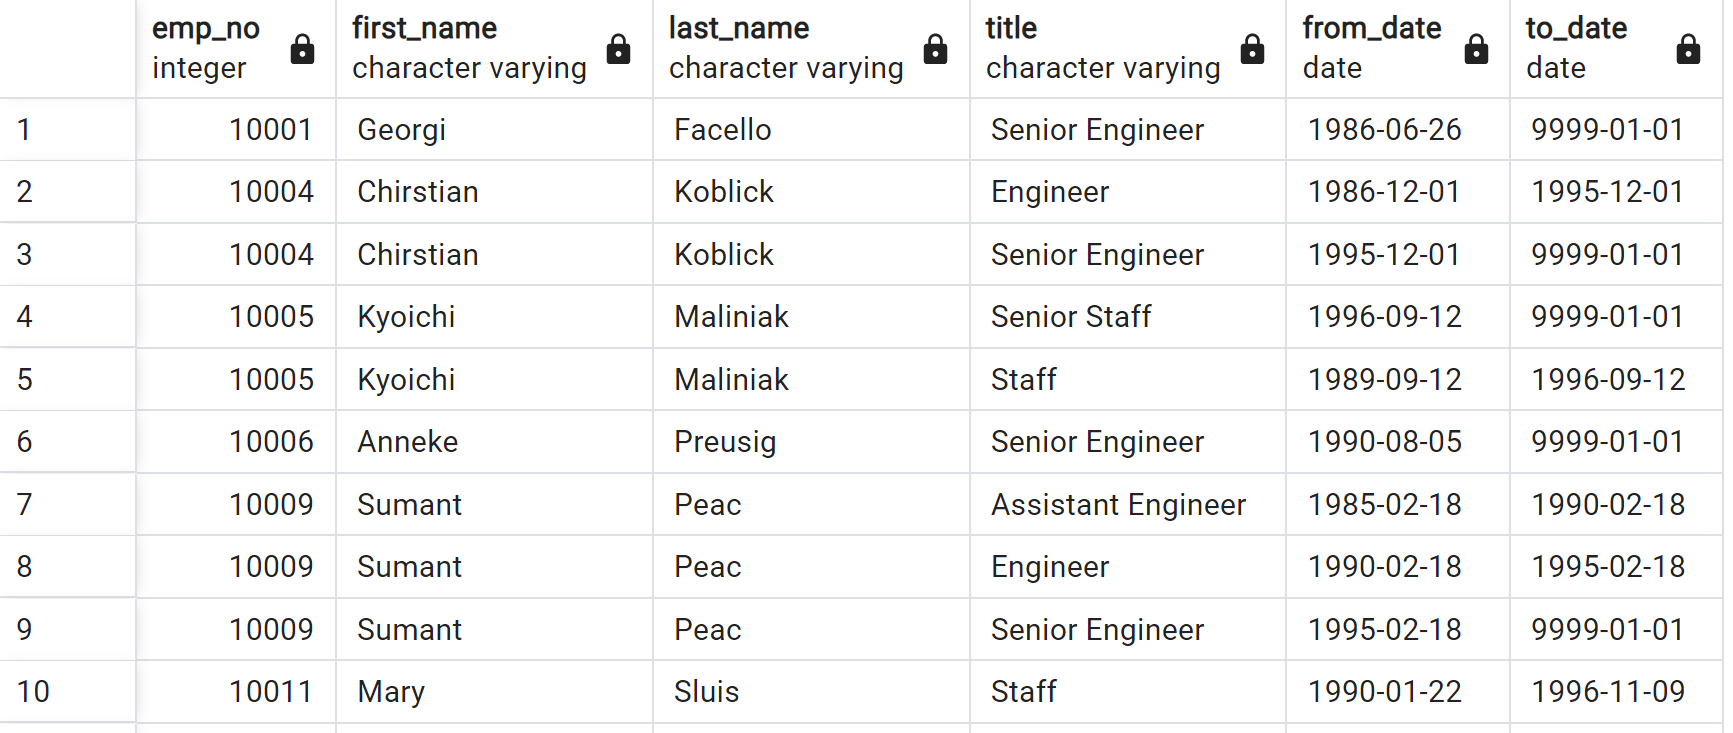 emp_no first_name last_name title from_date to_date
integer character varying character varying character varying date date
1 10001 Georgi Facello Senior Engineer 1986-06-26 9999-01-01
2 10004 Chirstian Koblick Engineer 1986-12-01 1995-12-01
3 10004 Chirstian Koblick Senior Engineer 1995-12-01 9999-01-01
4 10005 Kyoichi Maliniak Senior Staff 1996-09-12 9999-01-01
5 10005 Kyoichi Maliniak Staff 1989-09-12 1996-09-12
6 10006 Anneke Preusig Senior Engineer 1990-08-05 9999-01-01
7 10009 Sumant Peac Assistant Engineer 1985-02-18 1990-02-18
8 10009 Sumant Peac Engineer 1990-02-18 1995-02-18
9 10009 Sumant Peac Senior Engineer 1995-02-18 9999-01-01
10 10011 Mary Sluis Staff 1990-01-22 1996-11-09